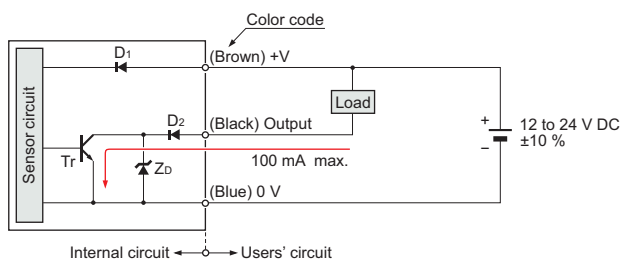 Color code
D1
(Brown) +V
Sensor circuit
Load
D2
(Black) Output
+
12 to 24 V DC
±10 %
−
Tr
ZD
100 mA max.
(Blue) 0 V
Internal circuit
Users' circuit